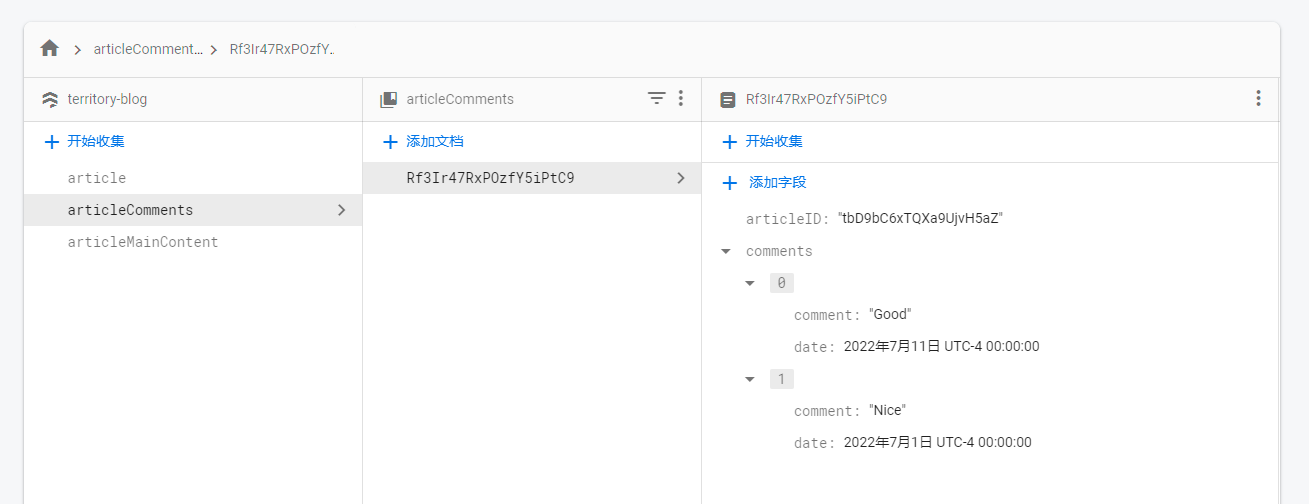 articleComment... Rf3Ir47RxPOzfY..
territory-blog
开始收集
article
articleComments
articleMainContent
articleComments
添加文档
Rf3Ir47RxPOzfY5iPtC9
Rf3Ir47RxPOzfY5iPtC9
开始收集
添加字段
articleID: "tbD9bC6xTQXa9UjvH5aZ"
comments
0
comment: "Good"
date: 2022年7月11日 UTC-4 00:00:00
1
comment: "Nice"
date: 2022年7月1日 UTC-4 00:00:00